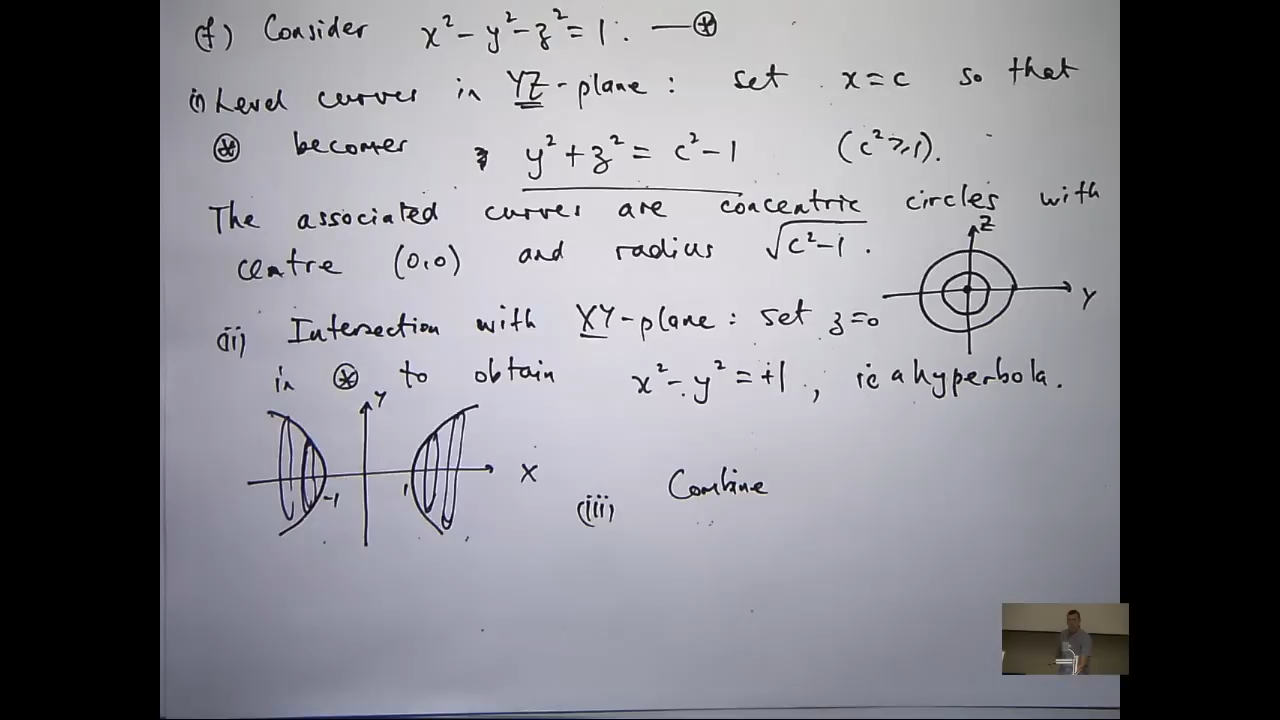 (f) Consider x² - y² - z² = 1. —⊛
(i) Level curves in YZ-plane: set x = c so that
⊛ becomes y² + z² = c² - 1 (c² ≥ 1).
The associated curves are concentric circles with
centre (0,0) and radius √(c²-1).
Z
Y
(ii) Intersection with XY-plane: set z=0
in ⊛ to obtain x² - y² = +1, ie a hyperbola.
Y
X
-1
1
(iii) Combine